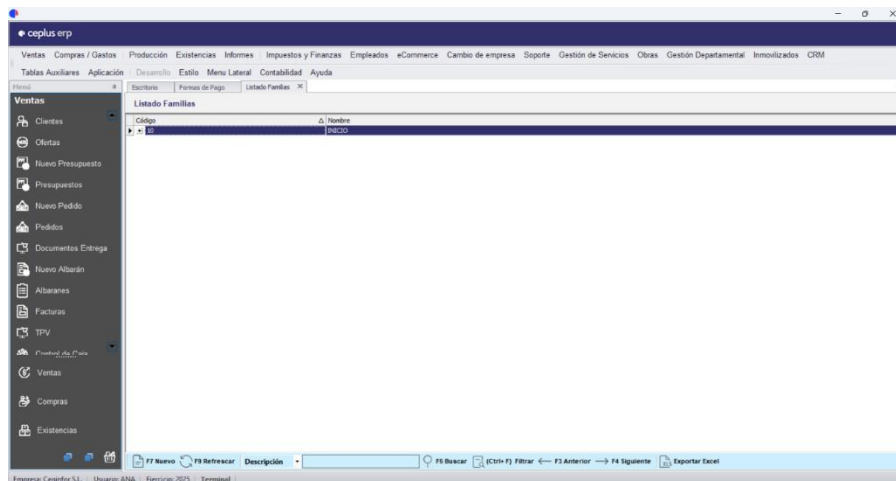 ceplus erp
Ventas Compras / Gastos Producción Existencias Informes Impuestos y Finanzas Empleados eCommerce Cambio de empresa Soporte Gestión de Servicios Obras Gestión Departamental Inmovilizados CRM
Tablas Auxiliares Aplicación Desarrollo Estilo Menu Lateral Contabilidad Ayuda
Menú Escritorio Formas de Pago Listado Familias
Ventas
Listado Familias
Código Nombre
10 INICIO
Clientes
Ofertas
Nuevo Presupuesto
Presupuestos
Nuevo Pedido
Pedidos
Documentos Entrega
Nuevo Albarán
Albaranes
Facturas
TPV
Control de Caja
Ventas
Compras
Existencias
F7 Nuevo F9 Refrescar Descripción F5 Buscar (Ctrl+ F) Filtrar F3 Anterior F4 Siguiente Exportar Excel
Empresa: Ceninfor S.L. Usuario: ANA Ejercicio: 2025 Terminal